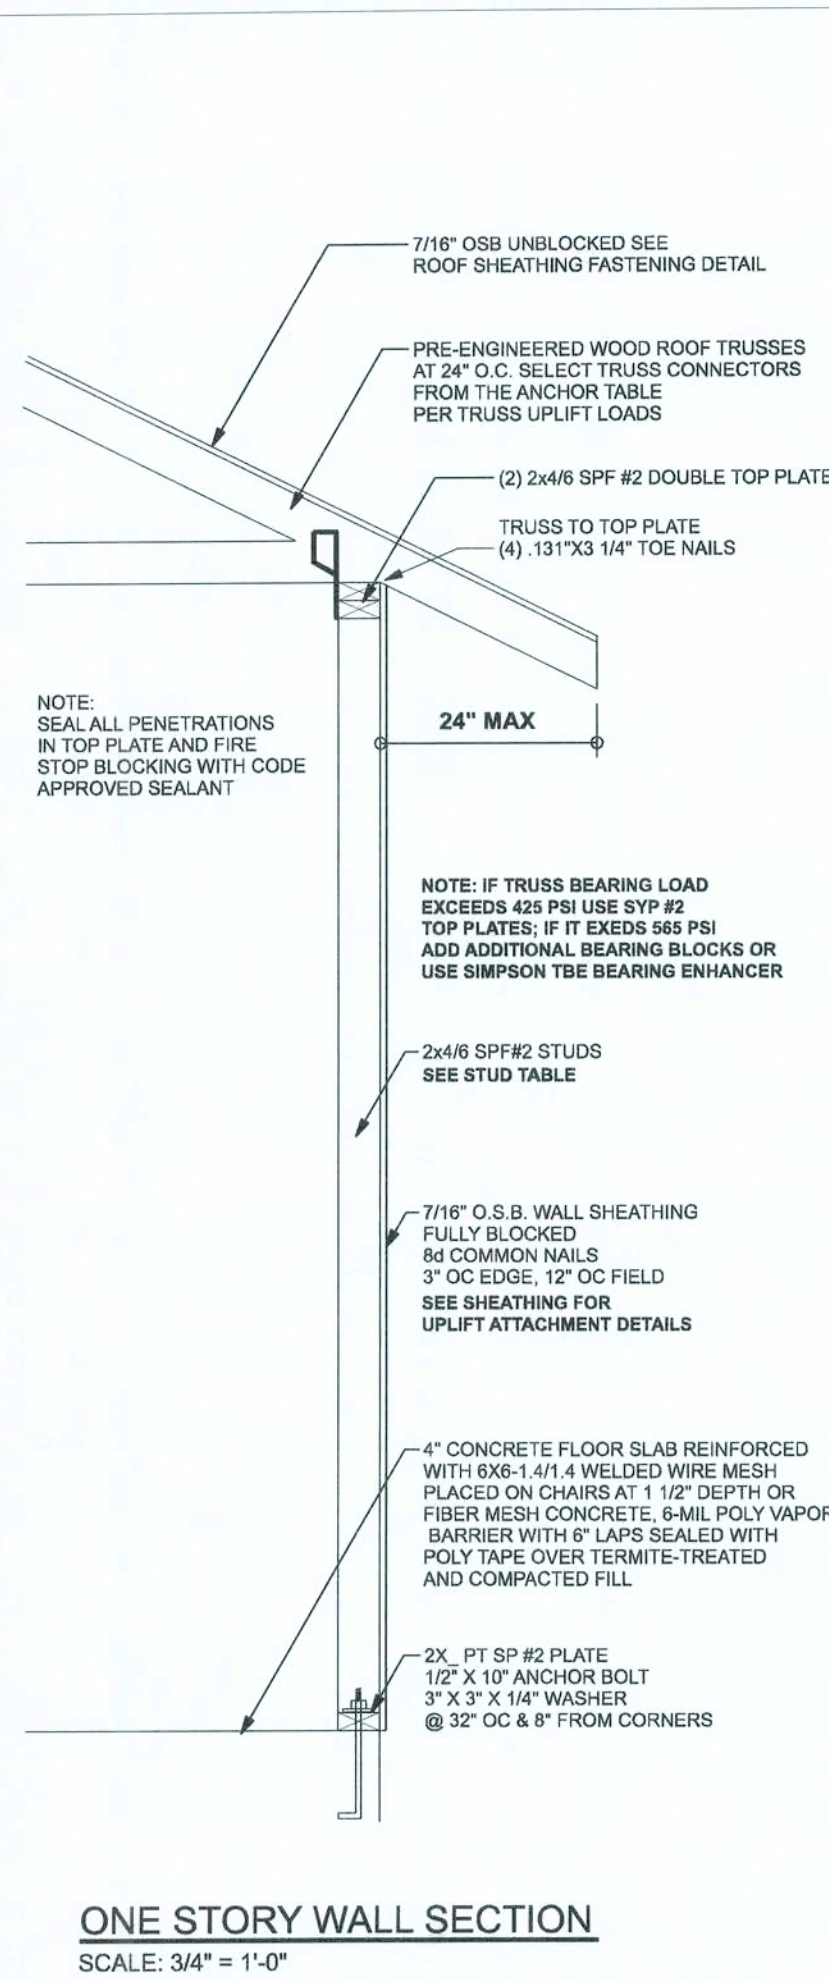 7/16" OSB UNBLOCKED SEE
ROOF SHEATHING FASTENING DETAIL
PRE-ENGINEERED WOOD ROOF TRUSSES
AT 24" O.C. SELECT TRUSS CONNECTORS
FROM THE ANCHOR TABLE
PER TRUSS UPLIFT LOADS
(2) 2x4/6 SPF #2 DOUBLE TOP PLATE
TRUSS TO TOP PLATE
(4) .131"X3 1/4" TOE NAILS
NOTE:
SEAL ALL PENETRATIONS
IN TOP PLATE AND FIRE
STOP BLOCKING WITH CODE
APPROVED SEALANT
24" MAX
NOTE: IF TRUSS BEARING LOAD
EXCEEDS 425 PSI USE SYP #2
TOP PLATES; IF IT EXEDS 565 PSI
ADD ADDITIONAL BEARING BLOCKS OR
USE SIMPSON TBE BEARING ENHANCER
2x4/6 SPF#2 STUDS
SEE STUD TABLE
7/16" O.S.B. WALL SHEATHING
FULLY BLOCKED
8d COMMON NAILS
3" OC EDGE, 12" OC FIELD
SEE SHEATHING FOR
UPLIFT ATTACHMENT DETAILS
4" CONCRETE FLOOR SLAB REINFORCED
WITH 6X6-1.4/1.4 WELDED WIRE MESH
PLACED ON CHAIRS AT 1 1/2" DEPTH OR
FIBER MESH CONCRETE, 6-MIL POLY VAPOR
BARRIER WITH 6" LAPS SEALED WITH
POLY TAPE OVER TERMITE-TREATED
AND COMPACTED FILL
2X_ PT SP #2 PLATE
1/2" X 10" ANCHOR BOLT
3" X 3" X 1/4" WASHER
@ 32" OC & 8" FROM CORNERS
ONE STORY WALL SECTION
SCALE: 3/4" = 1'-0"